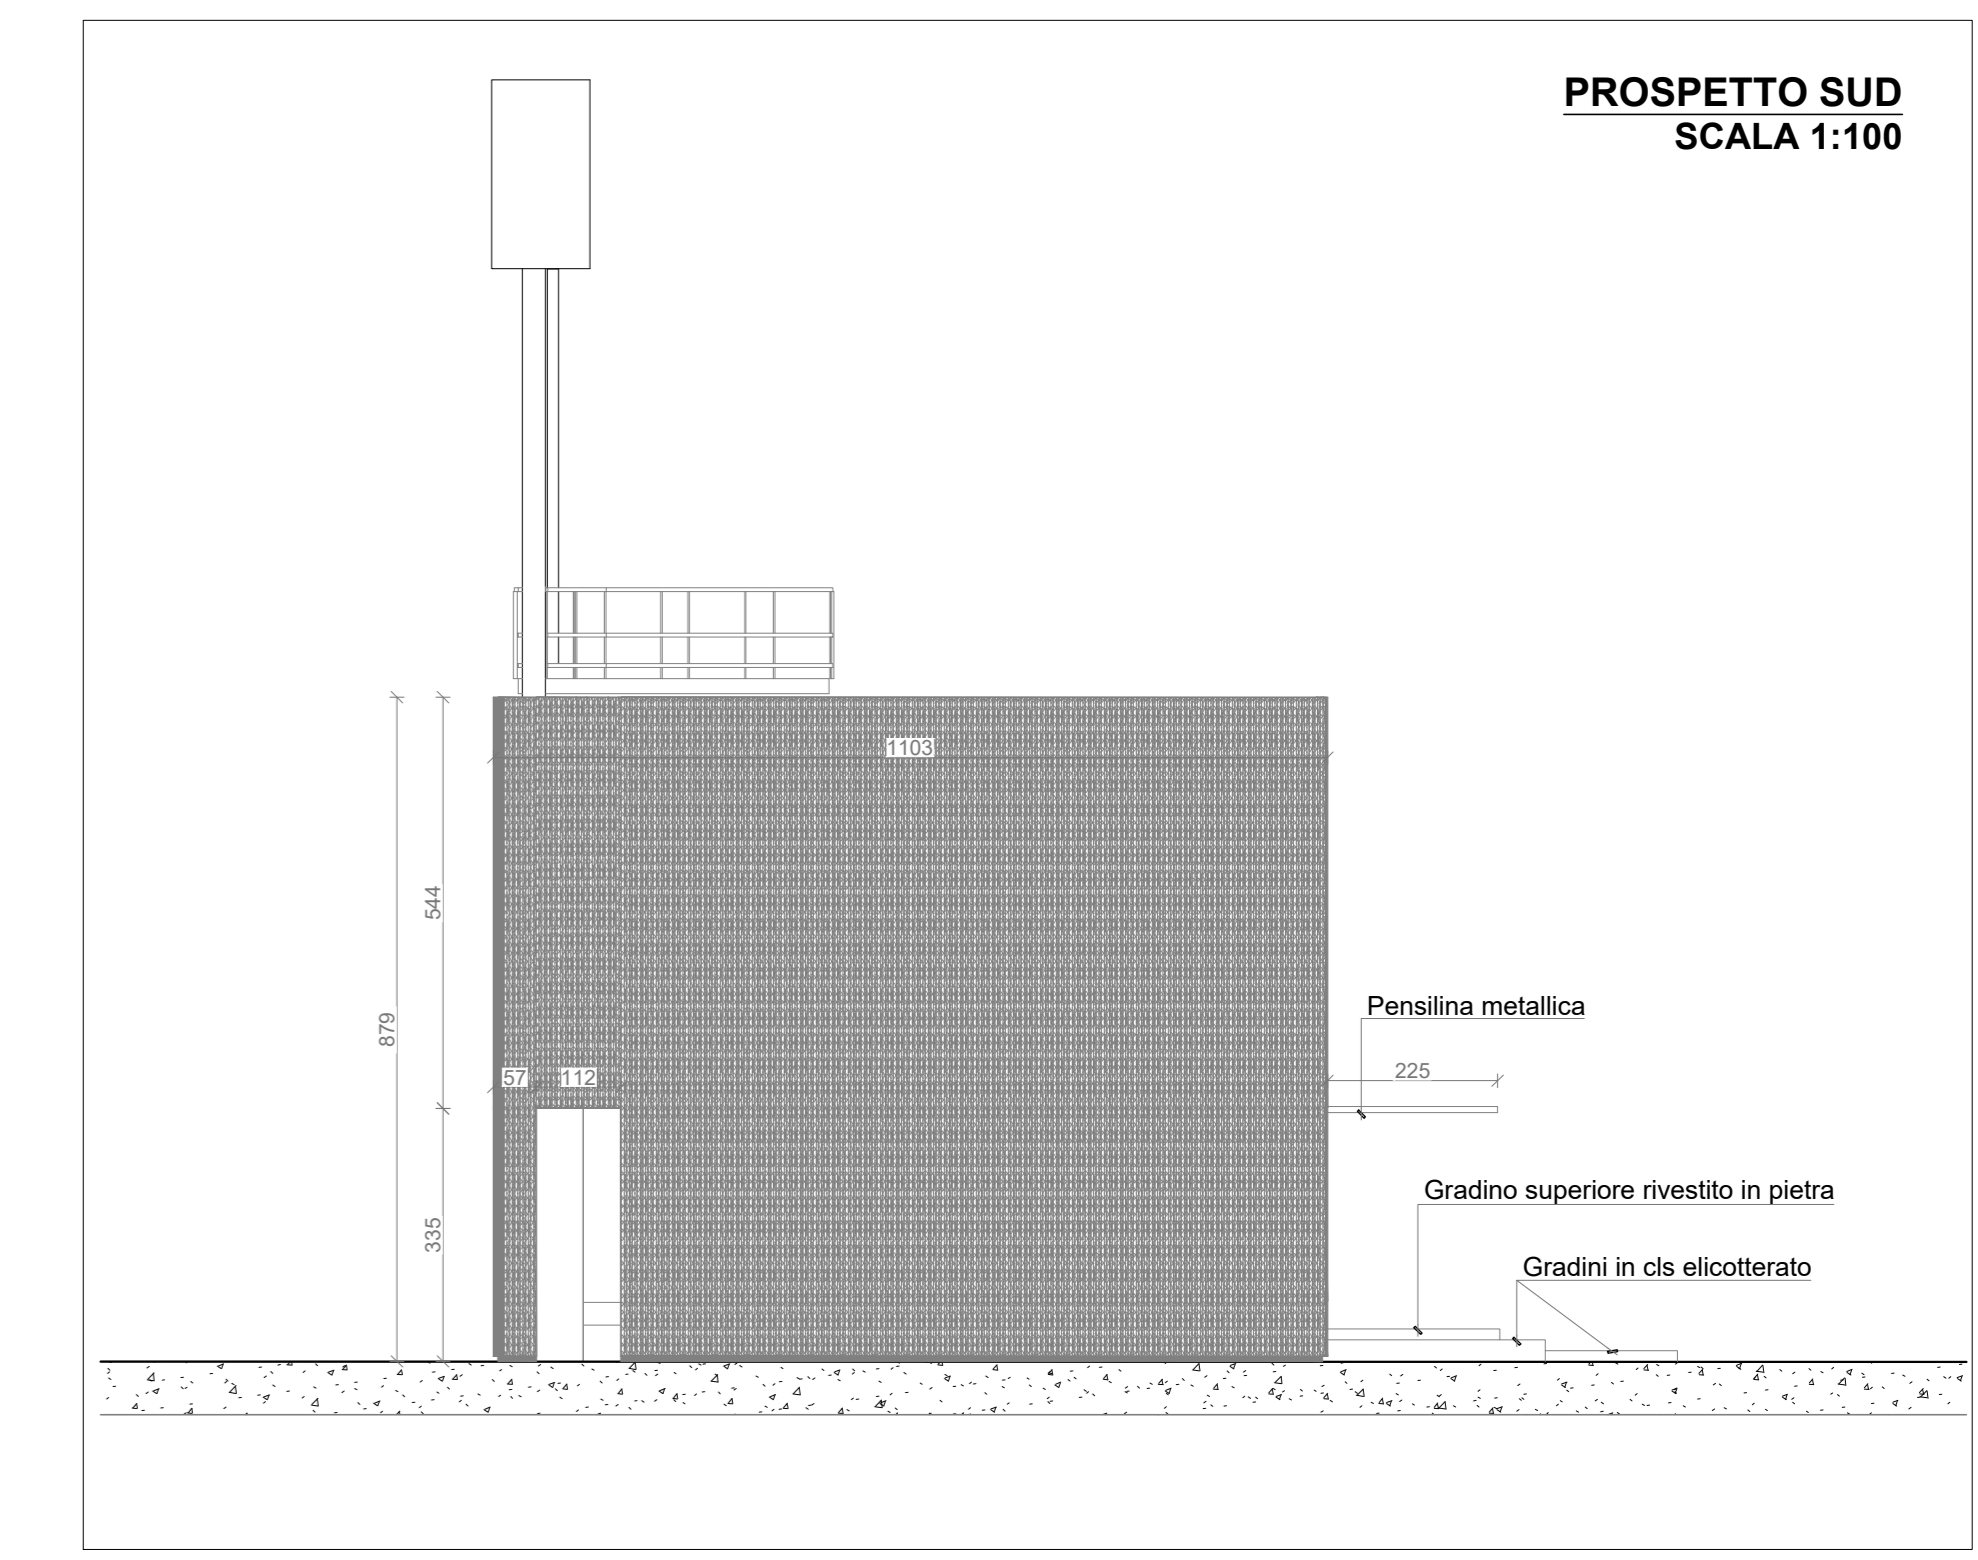 PROSPETTO SUD
SCALA 1:100
1103
544
879
Pensilina metallica
57
112
225
Gradino superiore rivestito in pietra
335
Gradini in cls elicotterato